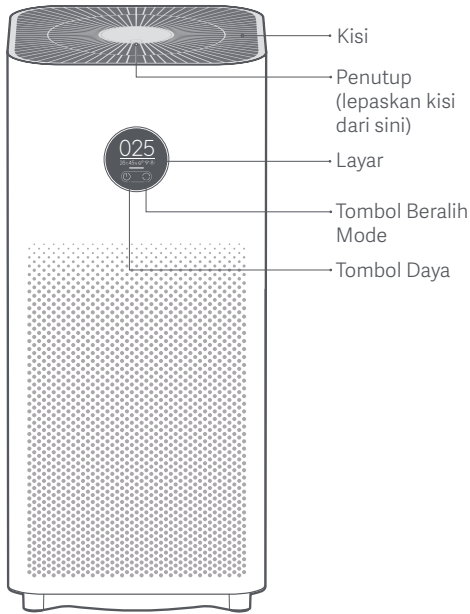 Kisi
Penutup
(lepaskan kisi
dari sini)
025
Layar
Tombol Beralih
Mode
Tombol Daya